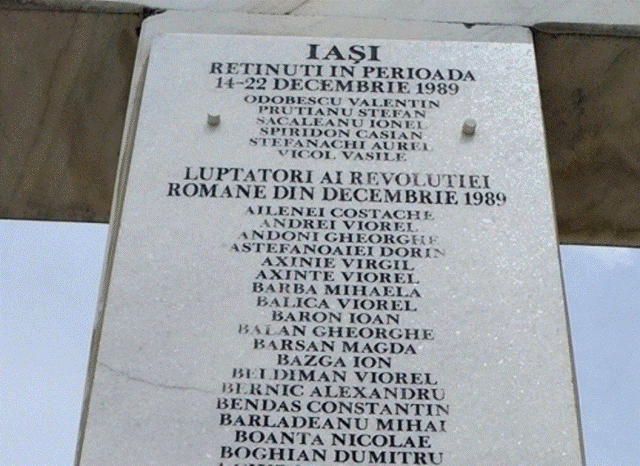 IAŞI
RETINUTI IN PERIOADA
14-22 DECEMBRIE 1989
ODOBESCU VALENTIN
PRUTIANU STEFAN
SACALEANU IONEL
SPIRIDON CASIAN
STEFANACHI AUREL
VICOL VASILE
LUPTATORI AI REVOLUTIEI
ROMANE DIN DECEMBRIE 1989
AILENEI COSTACHE
ANDREI VIOREL
ANDONI GHEORGHE
ASTEFANOAIEI DORIN
AXINIE VIRGIL
AXINTE VIOREL
BARBA MIHAELA
BALICA VIOREL
BARON IOAN
BALAN GHEORGHE
BARSAN MAGDA
BAZGA ION
BELDIMAN VIOREL
BERNIC ALEXANDRU
BENDAS CONSTANTIN
BARLADEANU MIHAI
BOANTA NICOLAE
BOGHIAN DUMITRU